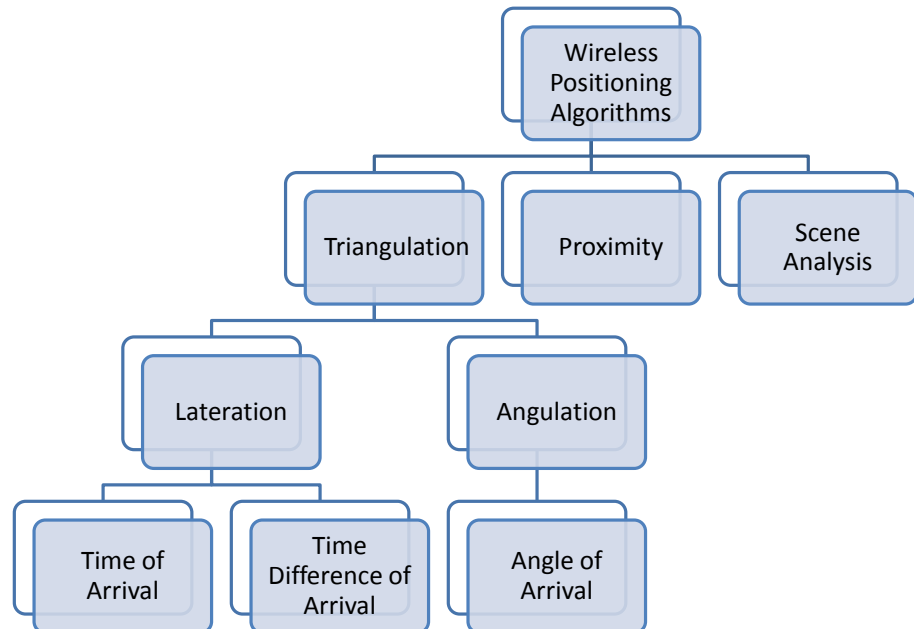 Wireless
Positioning
Algorithms
Triangulation
Proximity
Scene
Analysis
Lateration
Angulation
Time of
Arrival
Time
Difference of
Arrival
Angle of
Arrival